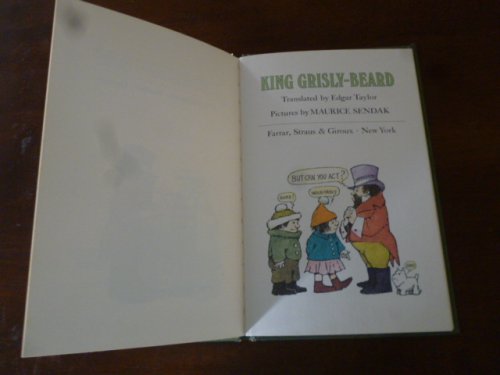 KING GRISLY-BEARD
Translated by Edgar Taylor
Pictures by MAURICE SENDAK
Farrar, Straus & Giroux · New York
BUT CAN YOU ACT?